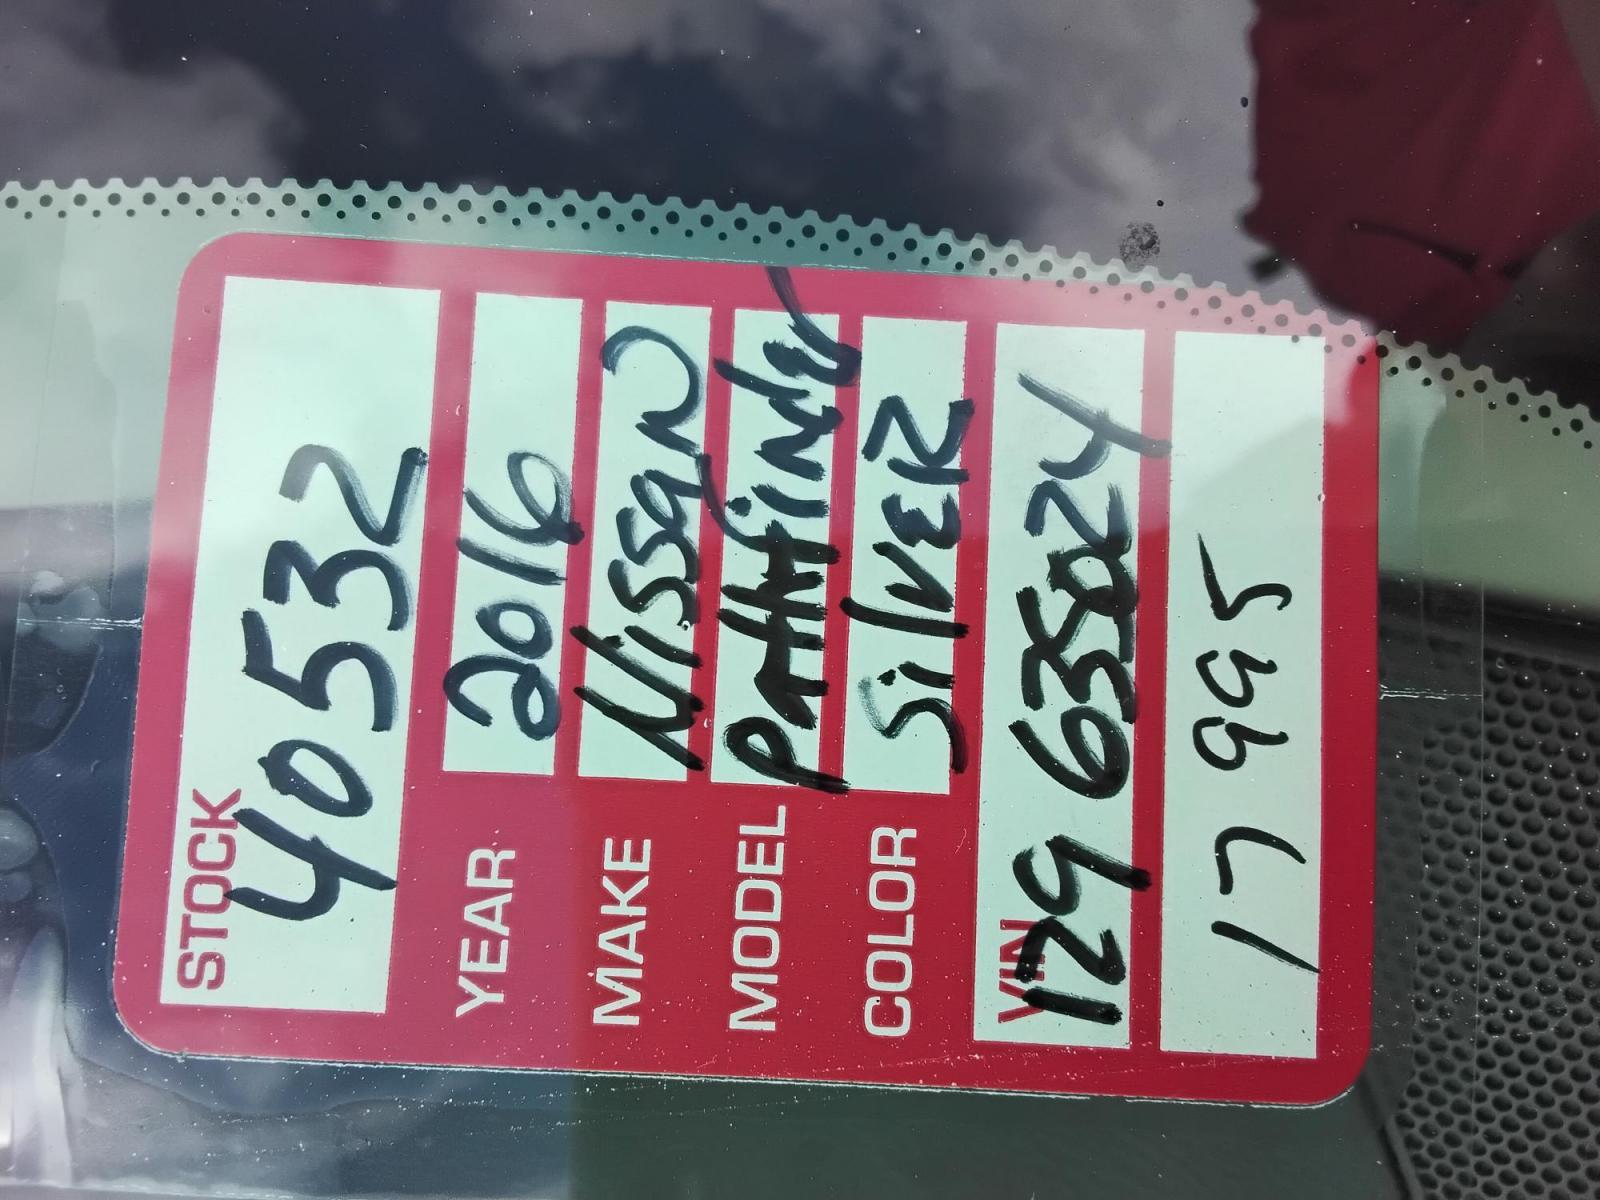 STOCK
40532
YEAR 2016
MAKE Nissan
MODEL PAthfinder
COLOR SilvER
VIN
129 635024
17995